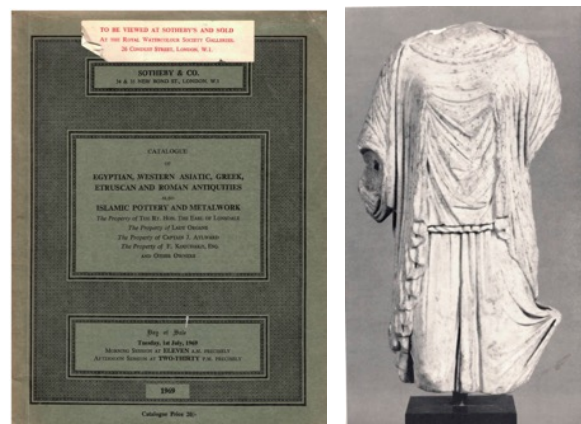 TO BE VIEWED AT SOTHEBY'S AND SOLD
AT THE ROYAL WATERCOLOUR SOCIETY GALLERIES,
26 CONDUIT STREET, LONDON, W.1.
SOTHEBY & CO.
34 & 35 NEW BOND ST., LONDON, W.1
CATALOGUE
OF
EGYPTIAN, WESTERN ASIATIC, GREEK,
ETRUSCAN AND ROMAN ANTIQUITIES
ALSO
ISLAMIC POTTERY AND METALWORK
The Property of THE RT. HON. THE EARL OF LONSDALE
The Property of
The Property of CAPTAIN J. AYLWARD
The Property of ESQ.
AND OTHER OWNERS
Day of Sale
Tuesday, 1st July, 1969
MORNING SESSION AT ELEVEN A.M. PRECISELY
AFTERNOON SESSION AT TWO-THIRTY P.M. PRECISELY
1969
Catalogue Price 20/-